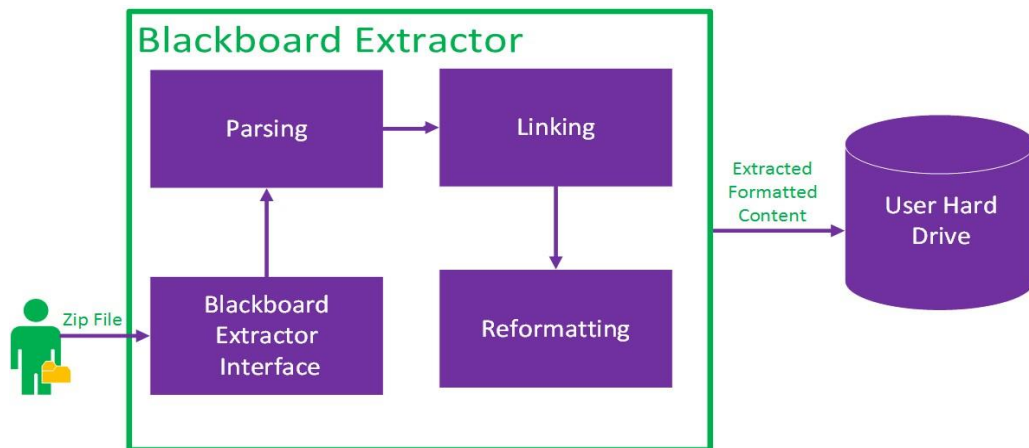 Blackboard Extractor
Parsing
Linking
Extracted
Formatted
Content
User Hard
Drive
Zip File
Blackboard
Extractor
Interface
Reformatting